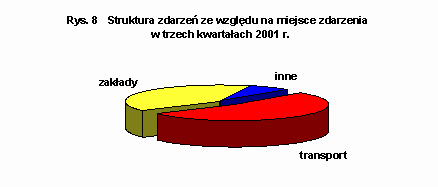 Rys. 8 Struktura zdarzeń ze względu na miejsce zdarzenia
w trzech kwartałach 2001 r.
inne
zakłady
transport